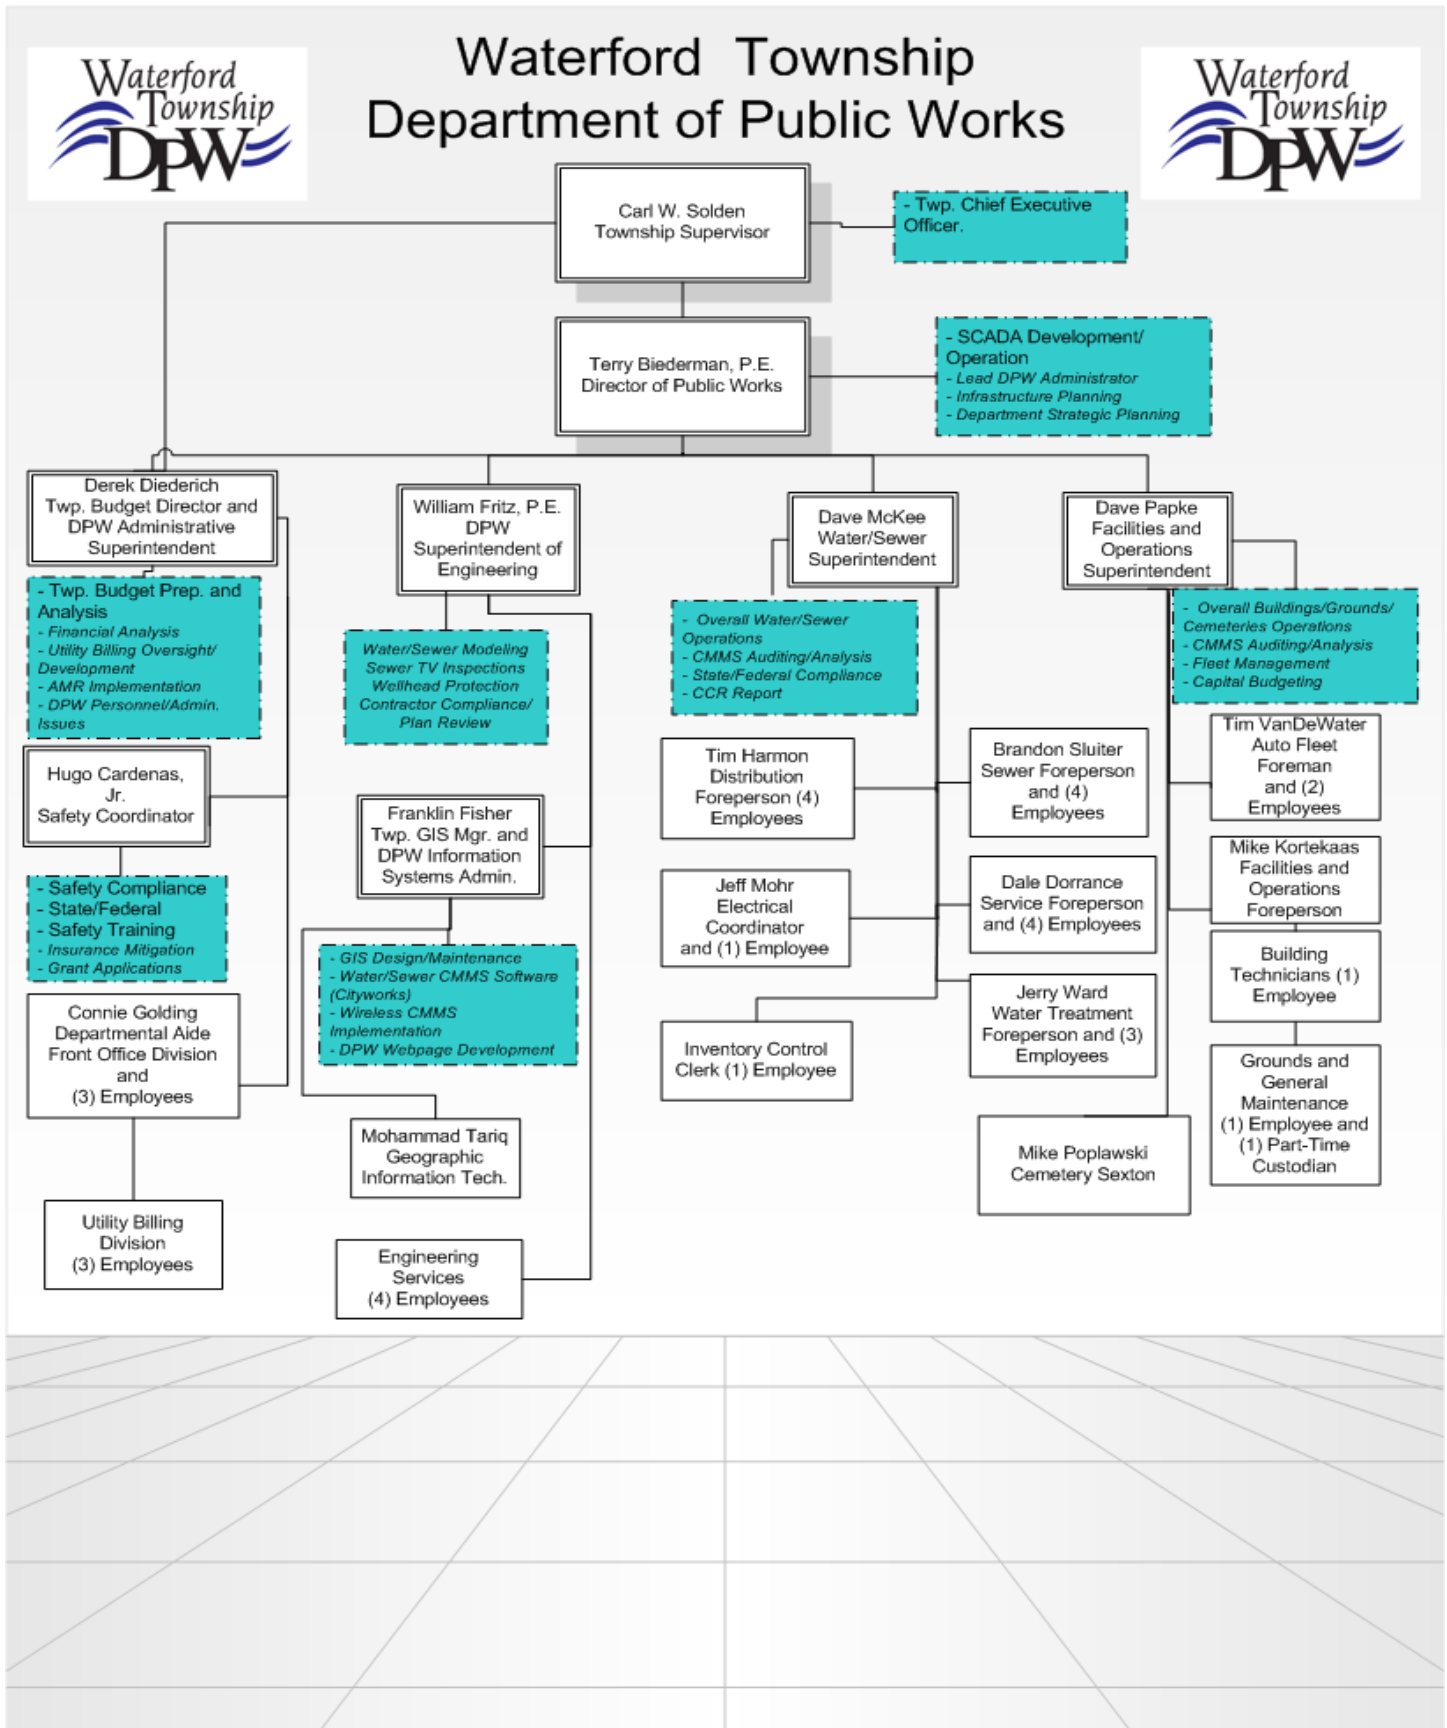 Waterford
Township
DPW
Waterford Township
Department of Public Works
Waterford
Township
DPW
Carl W. Solden
Township Supervisor
- Twp. Chief Executive
Officer.
Terry Biederman, P.E.
Director of Public Works
- SCADA Development/
Operation
- Lead DPW Administrator
- Infrastructure Planning
- Department Strategic Planning
Derek Diederich
Twp. Budget Director and
DPW Administrative
Superintendent
- Twp. Budget Prep. and
Analysis
- Financial Analysis
- Utility Billing Oversight/
Development
- AMR Implementation
- DPW Personnel/Admin.
Issues
Hugo Cardenas,
Jr.
Safety Coordinator
- Safety Compliance
- State/Federal
- Safety Training
- Insurance Mitigation
- Grant Applications
Connie Golding
Departmental Aide
Front Office Division
and
(3) Employees
Utility Billing
Division
(3) Employees
William Fritz, P.E.
DPW
Superintendent of
Engineering
Water/Sewer Modeling
Sewer TV Inspections
Wellhead Protection
Contractor Compliance/
Plan Review
Franklin Fisher
Twp. GIS Mgr. and
DPW Information
Systems Admin.
- GIS Design/Maintenance
- Water/Sewer CMMS Software
(Cityworks)
- Wireless CMMS
Implementation
- DPW Webpage Development
Mohammad Tariq
Geographic
Information Tech.
Engineering
Services
(4) Employees
Dave McKee
Water/Sewer
Superintendent
- Overall Water/Sewer
Operations
- CMMS Auditing/Analysis
- State/Federal Compliance
- CCR Report
Tim Harmon
Distribution
Foreperson (4)
Employees
Jeff Mohr
Electrical
Coordinator
and (1) Employee
Inventory Control
Clerk (1) Employee
Brandon Sluiter
Sewer Foreperson
and (4)
Employees
Dale Dorrance
Service Foreperson
and (4) Employees
Jerry Ward
Water Treatment
Foreperson and (3)
Employees
Dave Papke
Facilities and
Operations
Superintendent
- Overall Buildings/Grounds/
Cemeteries Operations
- CMMS Auditing/Analysis
- Fleet Management
- Capital Budgeting
Tim VanDeWater
Auto Fleet
Foreman
and (2)
Employees
Mike Kortekaas
Facilities and
Operations
Foreperson
Building
Technicians (1)
Employee
Grounds and
General
Maintenance
(1) Employee and
(1) Part-Time
Custodian
Mike Poplawski
Cemetery Sexton